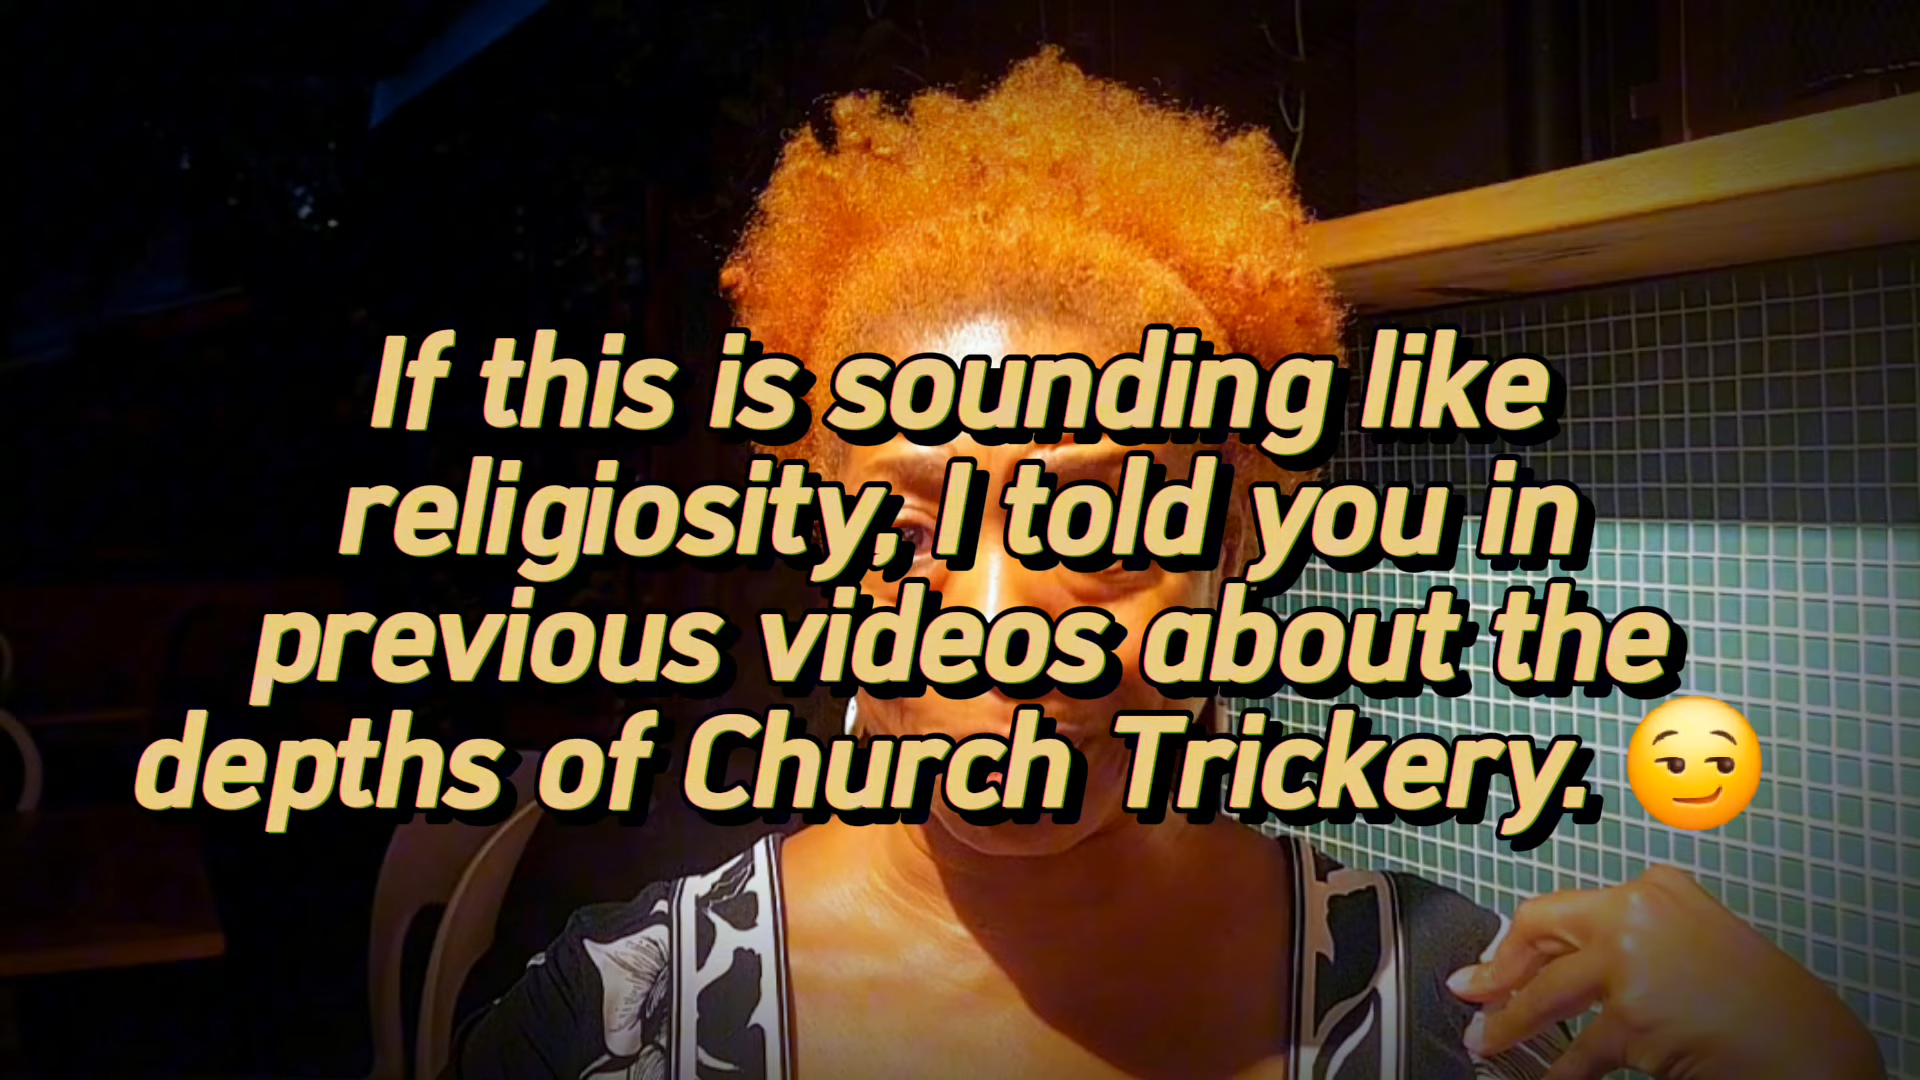 If this is sounding like
religiosity, I told you in
previous videos about the
depths of Church Trickery. 😏